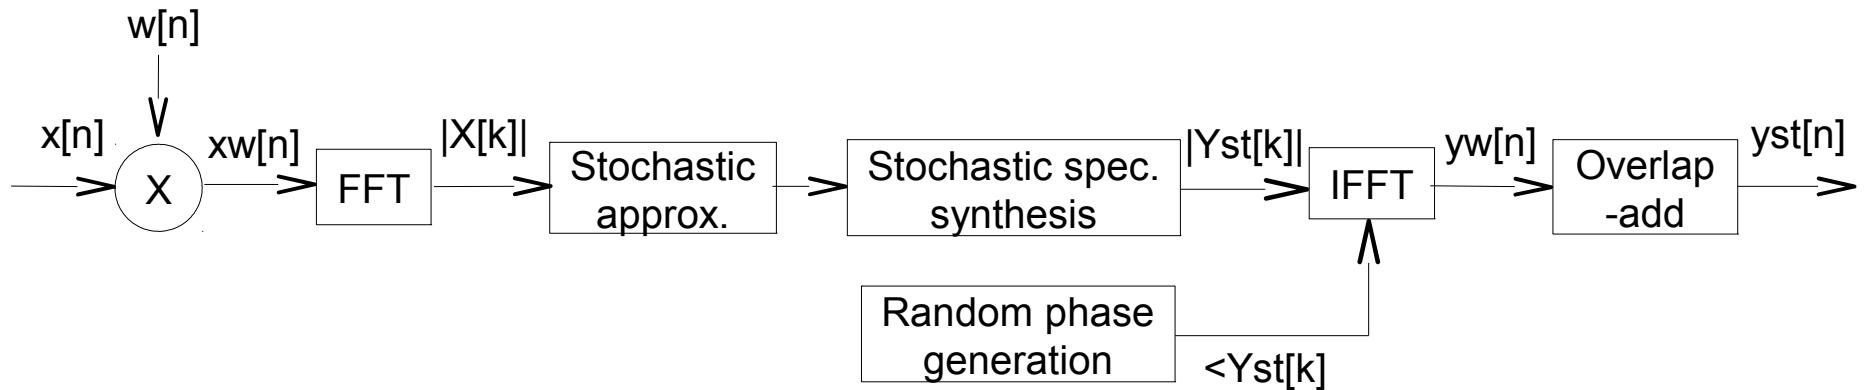 w[n]
x[n]
X
xw[n]
FFT
|X[k]|
Stochastic
approx.
Stochastic spec.
synthesis
|Yst[k]|
IFFT
yw[n]
Overlap
-add
yst[n]
Random phase
generation
<Yst[k]